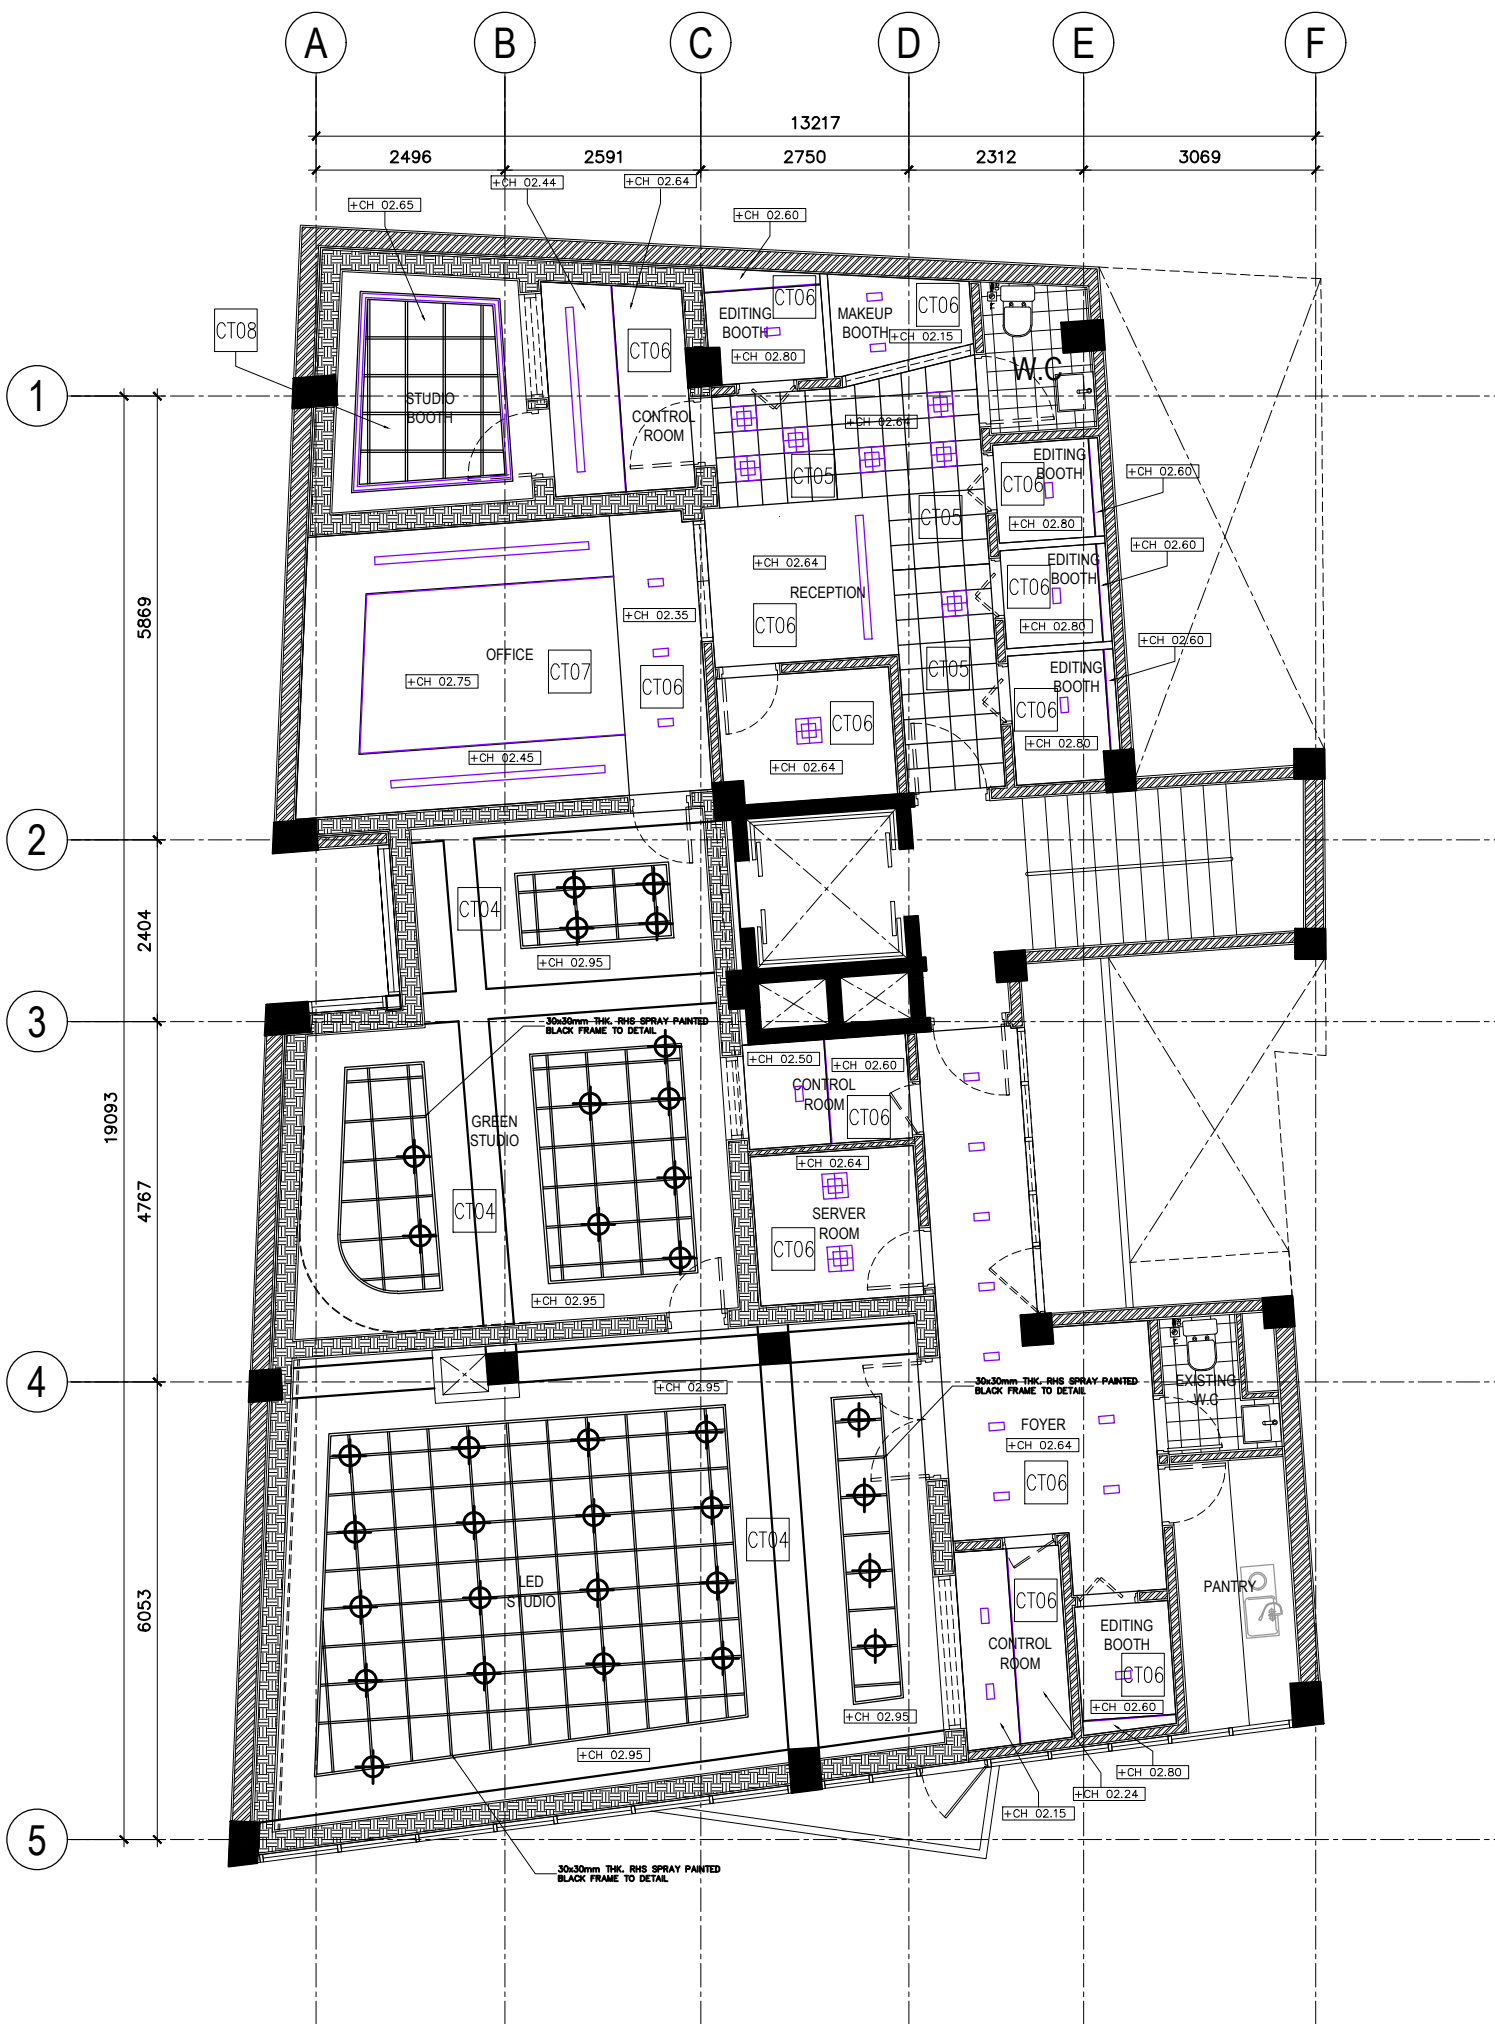 A B C D E F
13217
2496 2591 2750 2312 3069
+CH 02.44
+CH 02.64
+CH 02.65
+CH 02.60
CT08
CT06
EDITING
BOOTH
+CH 02.80
MAKEUP
BOOTH
CT06
+CH 02.15
CT06
W.C
1
STUDIO
BOOTH
CONTROL
ROOM
+CH 02.64
CT05
EDITING
BOOTH
CT06
+CH 02.60
+CH 02.80
CT05
EDITING
BOOTH
+CH 02.60
CT06
+CH 02.80
+CH 02.64
RECEPTION
CT06
5869
+CH 02.35
OFFICE
CT07
+CH 02.75
CT06
CT05
+CH 02.60
EDITING
BOOTH
CT06
+CH 02.80
CT06
+CH 02.64
+CH 02.45
2
2404
CT04
+CH 02.95
3
30x30mm THK. RHS SPRAY PAINTED
BLACK FRAME TO DETAIL
+CH 02.50
+CH 02.60
CONTROL
ROOM
CT06
19093
GREEN
STUDIO
4767
CT04
+CH 02.64
SERVER
ROOM
CT06
+CH 02.95
4
+CH 02.95
30x30mm THK. RHS SPRAY PAINTED
BLACK FRAME TO DETAIL
EXISTING
W.C
FOYER
+CH 02.64
CT06
CT04
6053
LED
STUDIO
CT06
PANTRY
CONTROL
ROOM
EDITING
BOOTH
CT06
+CH 02.60
+CH 02.95
+CH 02.95
+CH 02.80
+CH 02.24
+CH 02.15
5
30x30mm THK. RHS SPRAY PAINTED
BLACK FRAME TO DETAIL